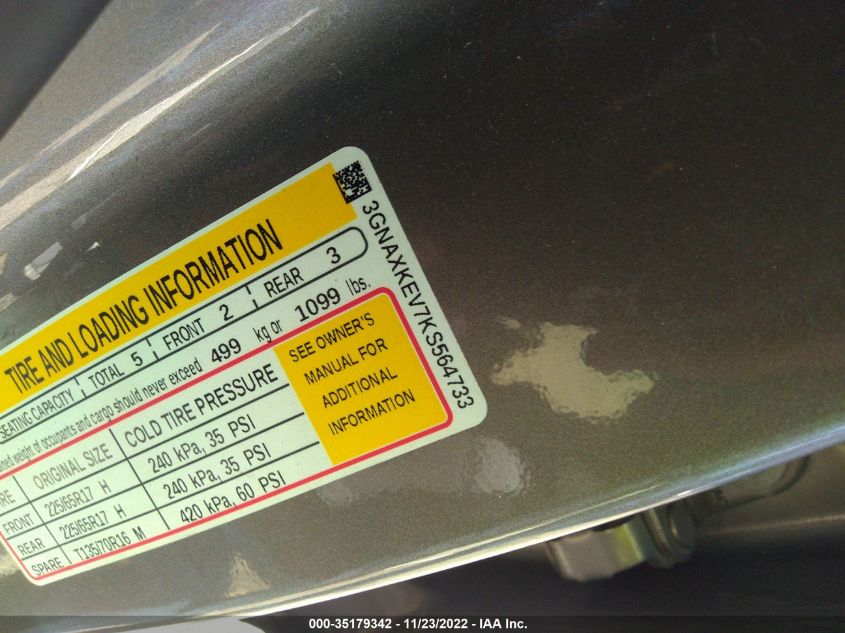 TIRE AND LOADING INFORMATION
SEATING CAPACITY TOTAL 5 FRONT 2 REAR 3
weight of occupants and cargo should never exceed 499 kg or 1099 lbs.
ORIGINAL SIZE COLD TIRE PRESSURE
FRONT 225/65R17 H 240 kPa, 35 PSI
REAR 225/65R17 H 240 kPa, 35 PSI
SPARE T135/70R16 M 420 kPa, 60 PSI
SEE OWNER'S
MANUAL FOR
ADDITIONAL
INFORMATION
3GNAXKEV7KS564733
000-35179342 - 11/23/2022 - IAA Inc.